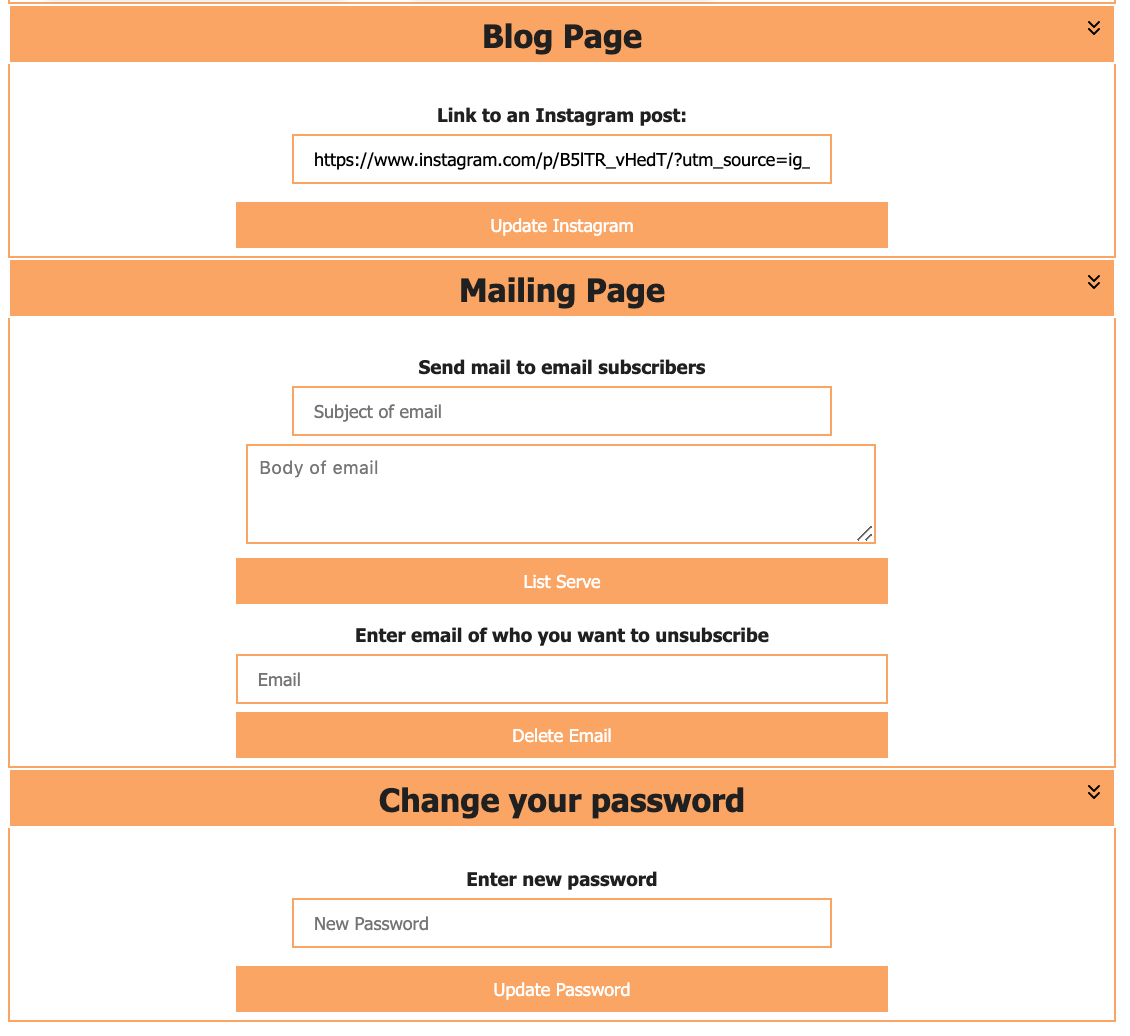 Blog Page
Link to an Instagram post:
https://www.instagram.com/p/B5lTR_vHedT/?utm_source=ig_
Update Instagram
Mailing Page
Send mail to email subscribers
Subject of email
Body of email
List Serve
Enter email of who you want to unsubscribe
Email
Delete Email
Change your password
Enter new password
New Password
Update Password